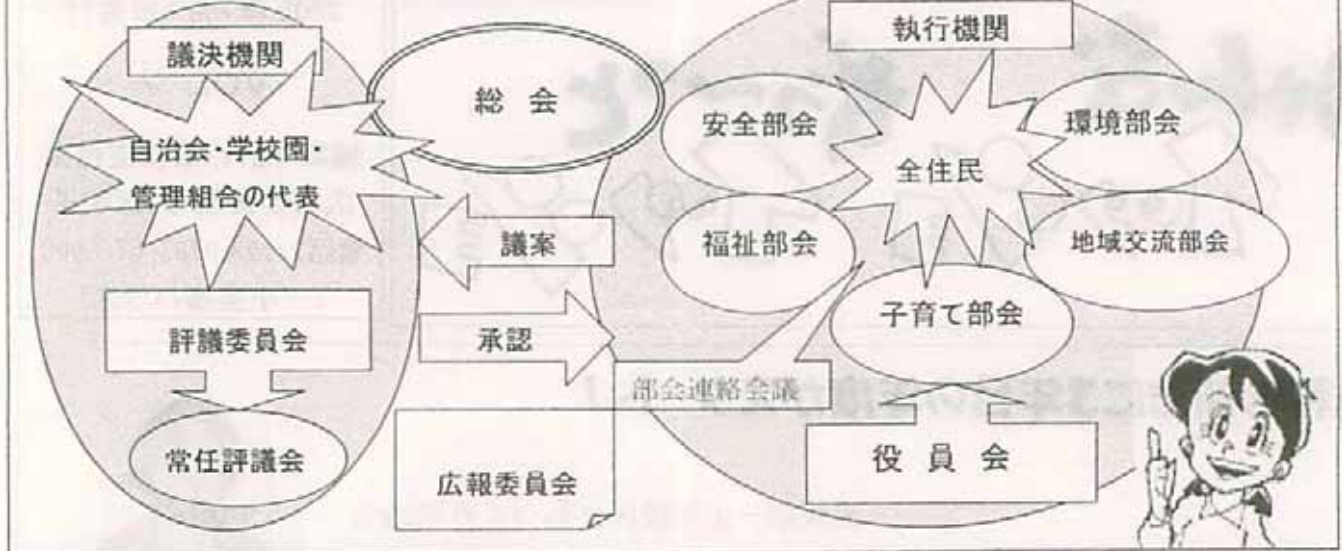 議決機関
自治会・学校園・
管理組合の代表
評議委員会
常任評議会
総会
議案
承認
部会連絡会議
広報委員会
執行機関
安全部会
環境部会
全住民
福祉部会
地域交流部会
子育て部会
役員会